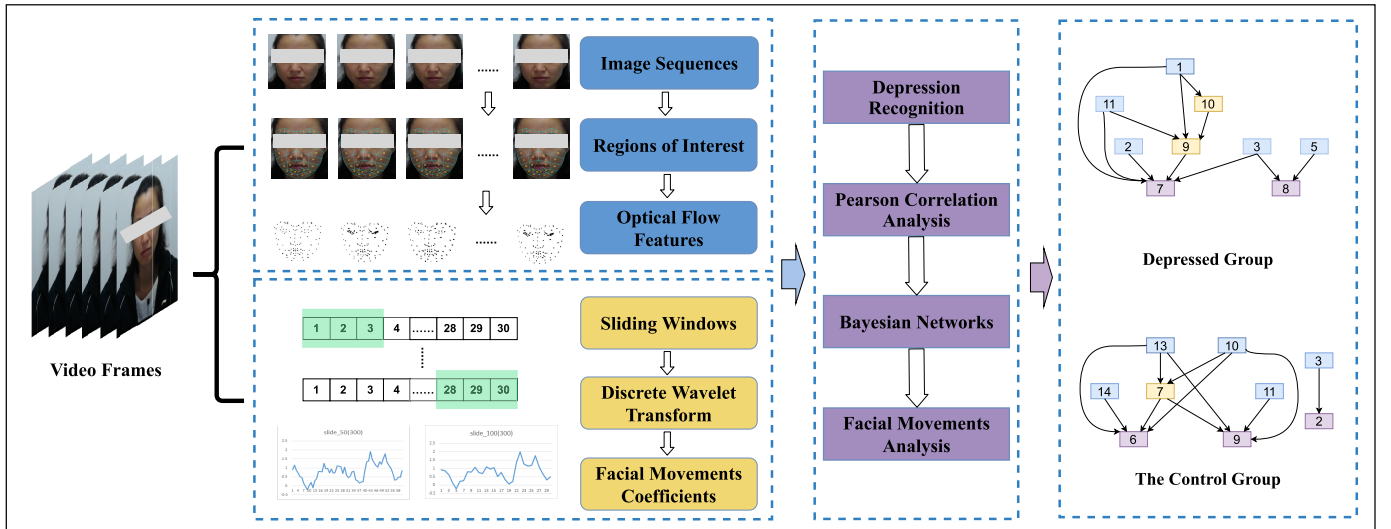 Video Frames
......
Image Sequences
......
Regions of Interest
......
Optical Flow
Features
1 2 3 4 ...... 28 29 30
......
1 2 3 4 ...... 28 29 30
Sliding Windows
Discrete Wavelet
Transform
Facial Movements
Coefficients
slide_50(300)
slide_100(300)
Depression
Recognition
Pearson Correlation
Analysis
Bayesian Networks
Facial Movements
Analysis
1
11 10
2 9 3 5
7 8
Depressed Group
13 10
3
14 7 11
2
6 9
The Control Group